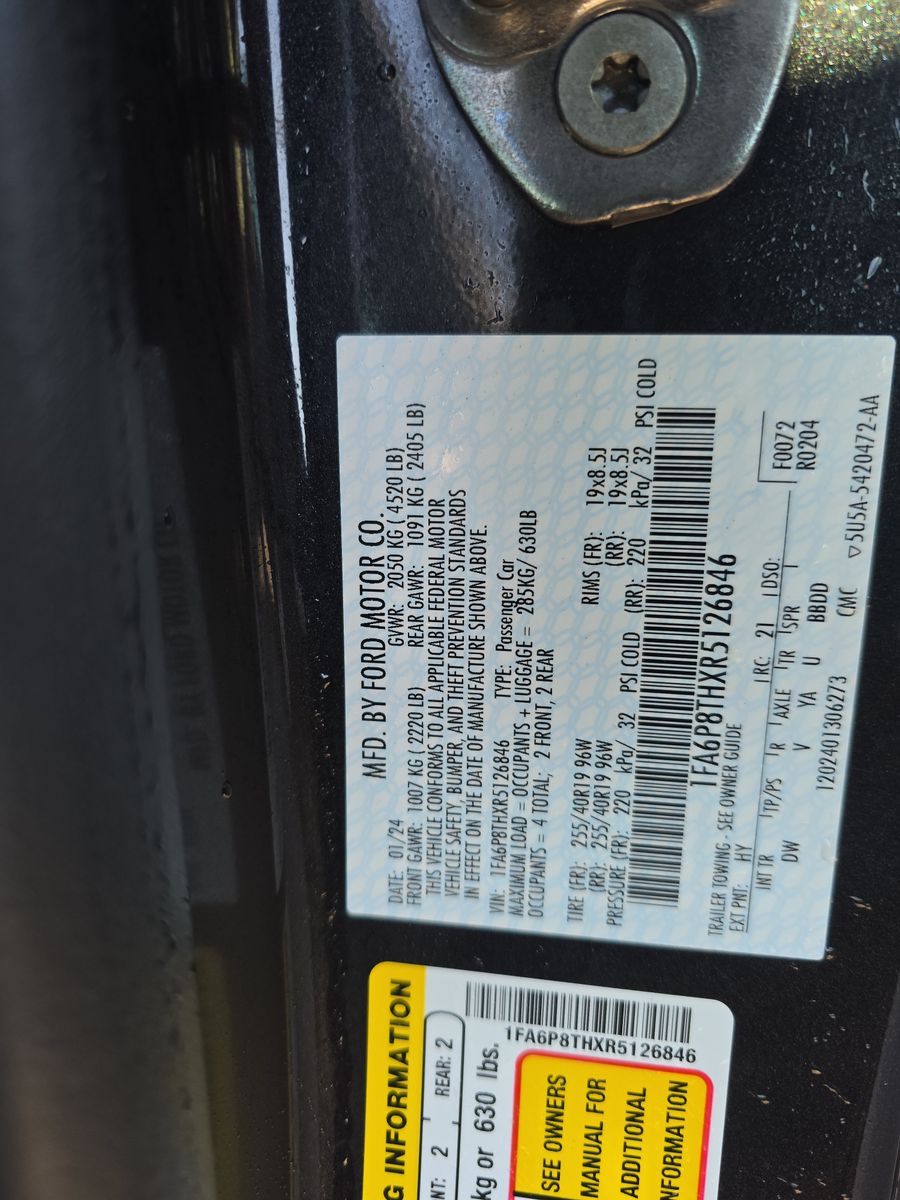 MFD. BY FORD MOTOR CO.
DATE: 01/24 GVWR: 2050 KG ( 4520 LB)
FRONT GAWR: 1007 KG ( 2220 LB) REAR GAWR: 1091 KG ( 2405 LB)
THIS VEHICLE CONFORMS TO ALL APPLICABLE FEDERAL MOTOR
VEHICLE SAFETY, BUMPER, AND THEFT PREVENTION STANDARDS
IN EFFECT ON THE DATE OF MANUFACTURE SHOWN ABOVE.
VIN: 1FA6P8THXR5126846 TYPE: Passenger Car
MAXIMUM LOAD = OCCUPANTS + LUGGAGE = 285KG/ 630LB
OCCUPANTS = 4 TOTAL; 2 FRONT, 2 REAR
TIRE (FR): 255/40R19 96W RIMS (FR): 19x8.5J
(RR): 255/40R19 96W (RR): 19x8.5J
PRESSURE (FR): 220 kPa/ 32 PSI COLD (RR): 220 kPa/ 32 PSI COLD
1FA6P8THXR5126846
TRAILER TOWING - SEE OWNER GUIDE
EXT PNT: HY RC: 21 DSO: F0072
INT TR TP/PS R AXLE TR SPR R0204
DW V YA U BBDD
1202401306273 CMC ▽5U5A-5420472-AA
G INFORMATION
NT: 2 REAR: 2
kg or 630 lbs.
1FA6P8THXR5126846
SEE OWNERS
MANUAL FOR
ADDITIONAL
NFORMATION